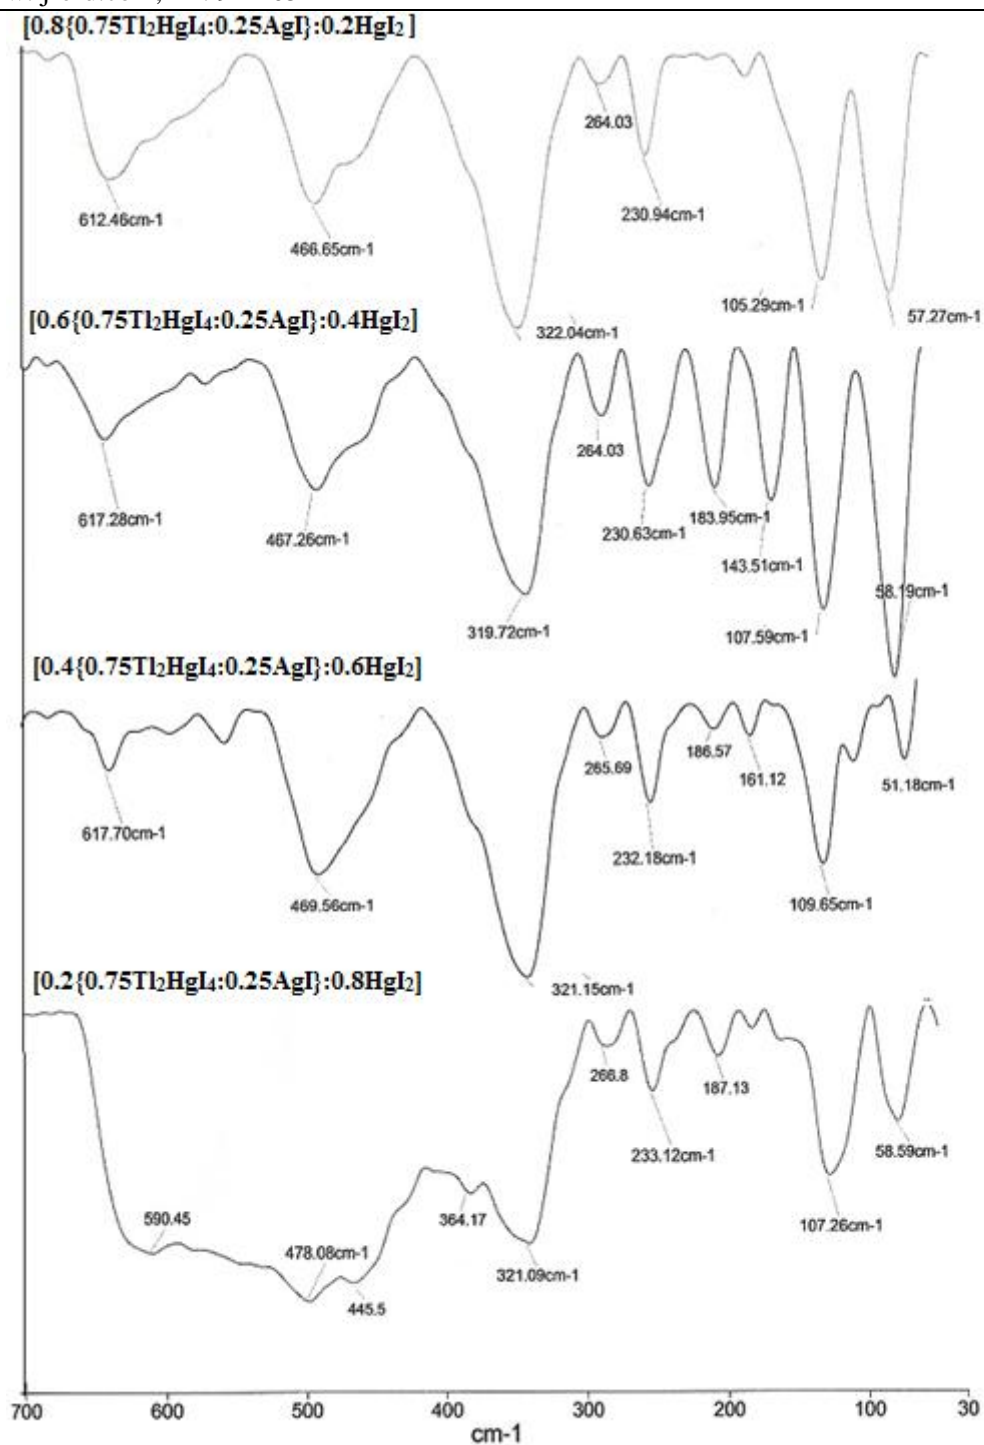 [0.8{0.75Tl₂HgI₄:0.25AgI}:0.2HgI₂]
264.03
612.46cm-1
230.94cm-1
466.65cm-1
105.29cm-1
57.27cm-1
322.04cm-1
[0.6{0.75Tl₂HgI₄:0.25AgI}:0.4HgI₂]
264.03
617.28cm-1
183.95cm-1
230.63cm-1
467.26cm-1
143.51cm-1
58.19cm-1
319.72cm-1
107.59cm-1
[0.4{0.75Tl₂HgI₄:0.25AgI}:0.6HgI₂]
186.57
265.69
161.12
51.18cm-1
617.70cm-1
232.18cm-1
469.56cm-1
109.65cm-1
[0.2{0.75Tl₂HgI₄:0.25AgI}:0.8HgI₂]
321.15cm-1
266.8
187.13
233.12cm-1
58.59cm-1
590.45
364.17
107.26cm-1
478.08cm-1
321.09cm-1
445.5
700 600 500 400 300 200 100 30
cm-1